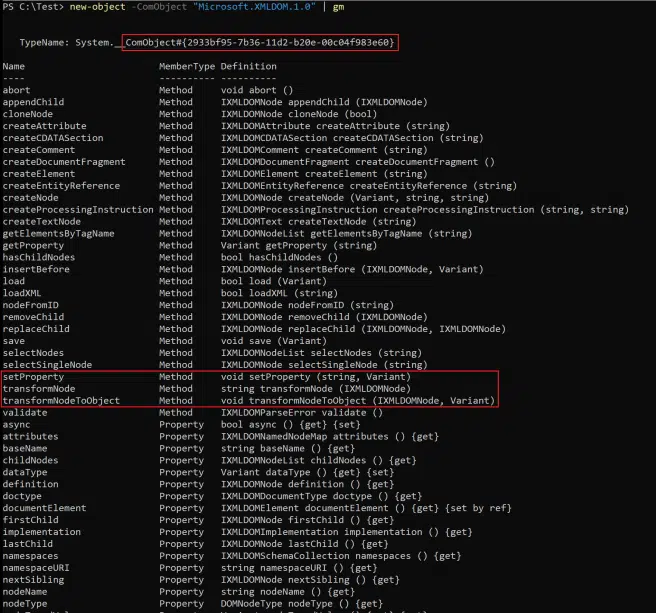 PS C:\Test> new-object -ComObject "Microsoft.XMLDOM.1.0" | gm
TypeName: System.__ComObject#{2933bf95-7b36-11d2-b20e-00c04f983e60}
Name MemberType Definition
---- ---------- ----------
abort Method void abort ()
appendChild Method IXMLDOMNode appendChild (IXMLDOMNode)
cloneNode Method IXMLDOMNode cloneNode (bool)
createAttribute Method IXMLDOMAttribute createAttribute (string)
createCDATASection Method IXMLDOMCDATASection createCDATASection (string)
createComment Method IXMLDOMComment createComment (string)
createDocumentFragment Method IXMLDOMDocumentFragment createDocumentFragment ()
createElement Method IXMLDOMElement createElement (string)
createEntityReference Method IXMLDOMEntityReference createEntityReference (string)
createNode Method IXMLDOMNode createNode (Variant, string, string)
createProcessingInstruction Method IXMLDOMProcessingInstruction createProcessingInstruction (string, string)
createTextNode Method IXMLDOMText createTextNode (string)
getElementsByTagName Method IXMLDOMNodeList getElementsByTagName (string)
getProperty Method Variant getProperty (string)
hasChildNodes Method bool hasChildNodes ()
insertBefore Method IXMLDOMNode insertBefore (IXMLDOMNode, Variant)
load Method bool load (Variant)
loadXML Method bool loadXML (string)
nodeFromID Method IXMLDOMNode nodeFromID (string)
removeChild Method IXMLDOMNode removeChild (IXMLDOMNode)
replaceChild Method IXMLDOMNode replaceChild (IXMLDOMNode, IXMLDOMNode)
save Method void save (Variant)
selectNodes Method IXMLDOMNodeList selectNodes (string)
selectSingleNode Method IXMLDOMNode selectSingleNode (string)
setProperty Method void setProperty (string, Variant)
transformNode Method string transformNode (IXMLDOMNode)
transformNodeToObject Method void transformNodeToObject (IXMLDOMNode, Variant)
validate Method IXMLDOMParseError validate ()
async Property bool async () {get} {set}
attributes Property IXMLDOMNamedNodeMap attributes () {get}
baseName Property string baseName () {get}
childNodes Property IXMLDOMNodeList childNodes () {get}
dataType Property Variant dataType () {get} {set}
definition Property IXMLDOMNode definition () {get}
doctype Property IXMLDOMDocumentType doctype () {get}
documentElement Property IXMLDOMElement documentElement () {get} {set by ref}
firstChild Property IXMLDOMNode firstChild () {get}
implementation Property IXMLDOMImplementation implementation () {get}
lastChild Property IXMLDOMNode lastChild () {get}
namespaces Property IXMLDOMSchemaCollection namespaces () {get}
namespaceURI Property string namespaceURI () {get}
nextSibling Property IXMLDOMNode nextSibling () {get}
nodeName Property string nodeName () {get}
nodeType Property DOMNodeType nodeType () {get}